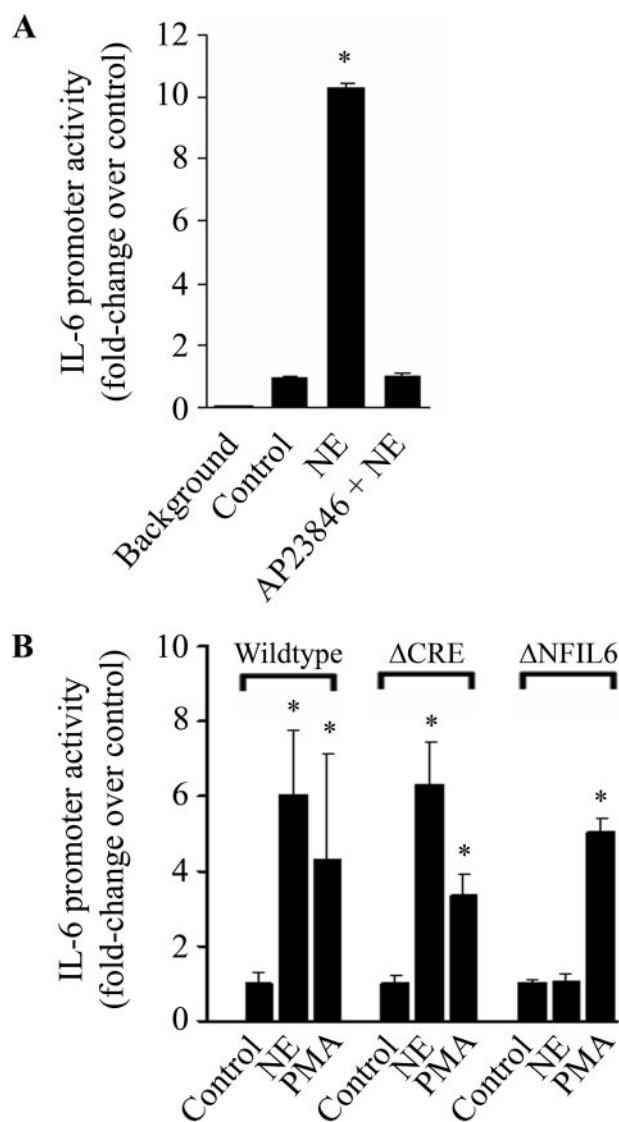 A
IL-6 promoter activity
(fold-change over control)
12
10
8
6
4
2
0
*
Background
Control
NE
AP23846 + NE
B
IL-6 promoter activity
(fold-change over control)
10
8
6
4
2
0
Wildtype ΔCRE ΔNFIL6
* * * * *
Control NE PMA Control NE PMA Control NE PMA